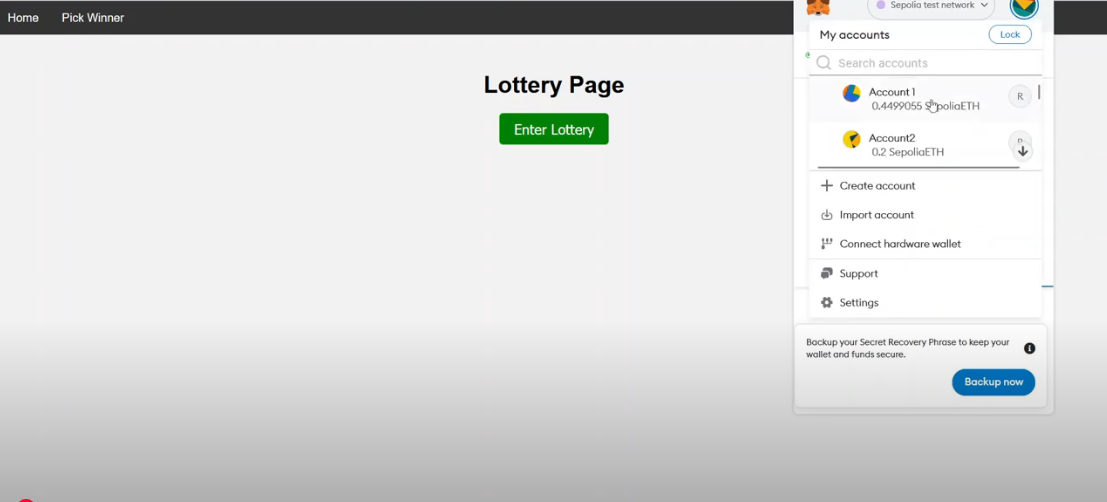 Home Pick Winner
Sepolia test network
My accounts Lock
Search accounts
Lottery Page
Enter Lottery
Account 1
0.4499055 SepoliaETH
R
Account2
0.2 SepoliaETH
Create account
Import account
Connect hardware wallet
Support
Settings
Backup your Secret Recovery Phrase to keep your
wallet and funds secure.
Backup now